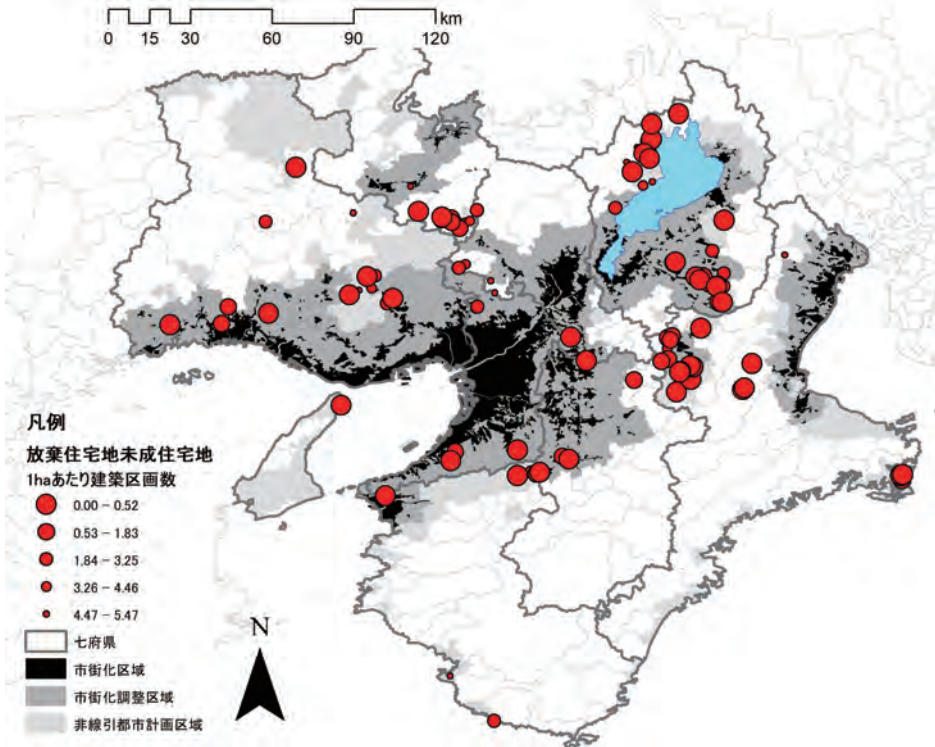 km
0 15 30 60 90 120
凡例
放棄住宅地未成住宅地
1haあたり建築区画数
0.00 – 0.52
0.53 – 1.83
1.84 – 3.25
3.26 – 4.46
4.47 – 5.47
七府県
市街化区域
市街化調整区域
非線引都市計画区域
N